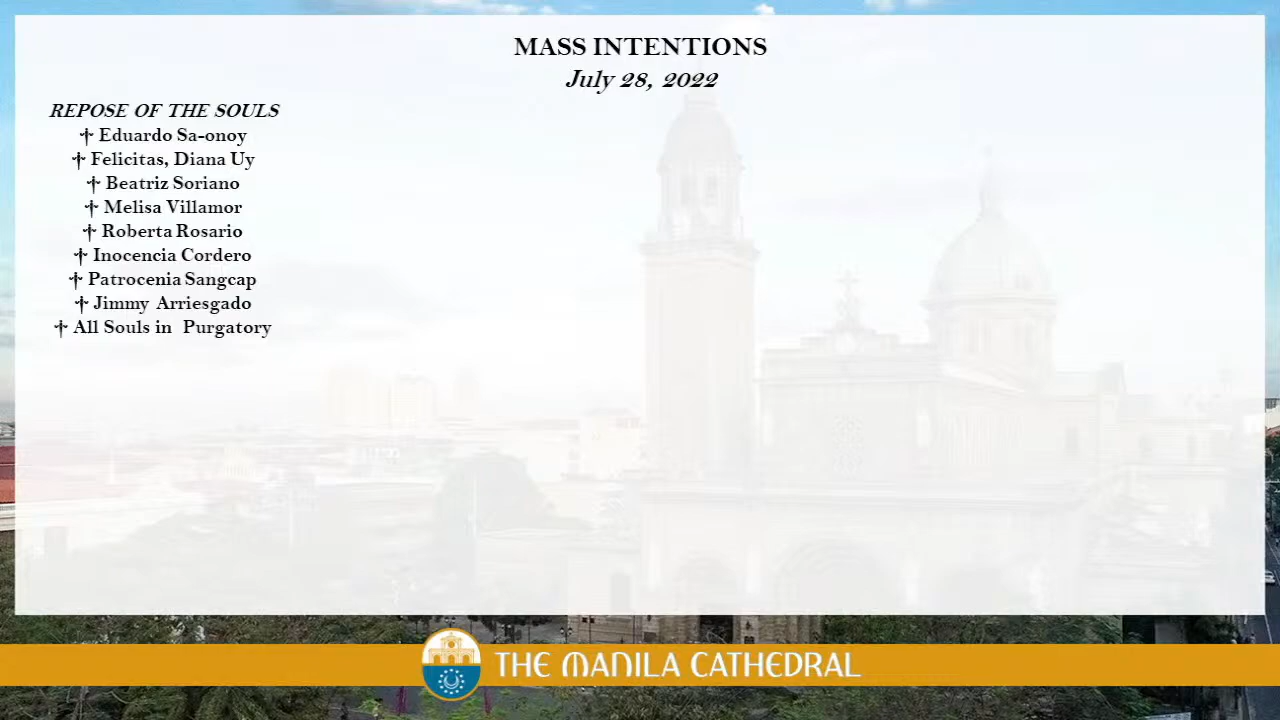 MASS INTENTIONS
July 28, 2022
REPOSE OF THE SOULS
♱ Eduardo Sa-onoy
♱ Felicitas, Diana Uy
♱ Beatriz Soriano
♱ Melisa Villamor
♱ Roberta Rosario
♱ Inocencia Cordero
♱ Patrocenia Sangcap
♱ Jimmy Arriesgado
♱ All Souls in Purgatory
THE MANILA CATHEDRAL